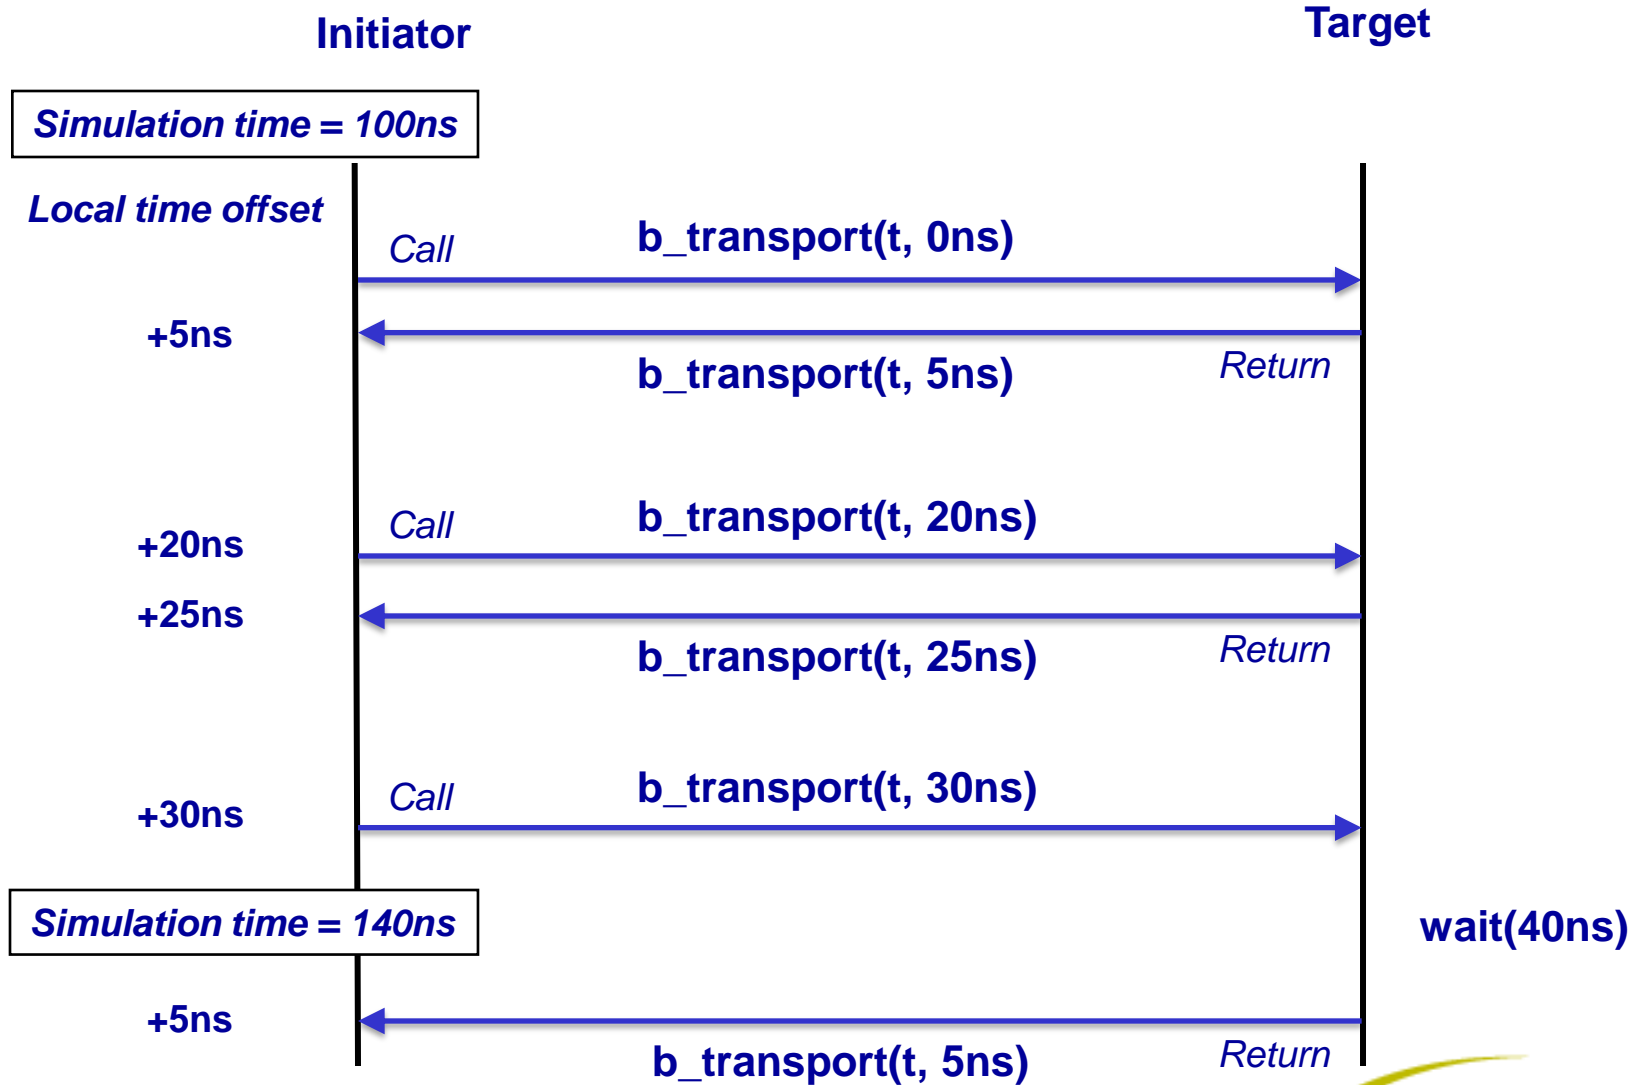 Initiator
Target
Simulation time = 100ns
Local time offset
Call
b_transport(t, 0ns)
+5ns
b_transport(t, 5ns)
Return
+20ns
Call
b_transport(t, 20ns)
+25ns
b_transport(t, 25ns)
Return
+30ns
Call
b_transport(t, 30ns)
Simulation time = 140ns
wait(40ns)
+5ns
b_transport(t, 5ns)
Return